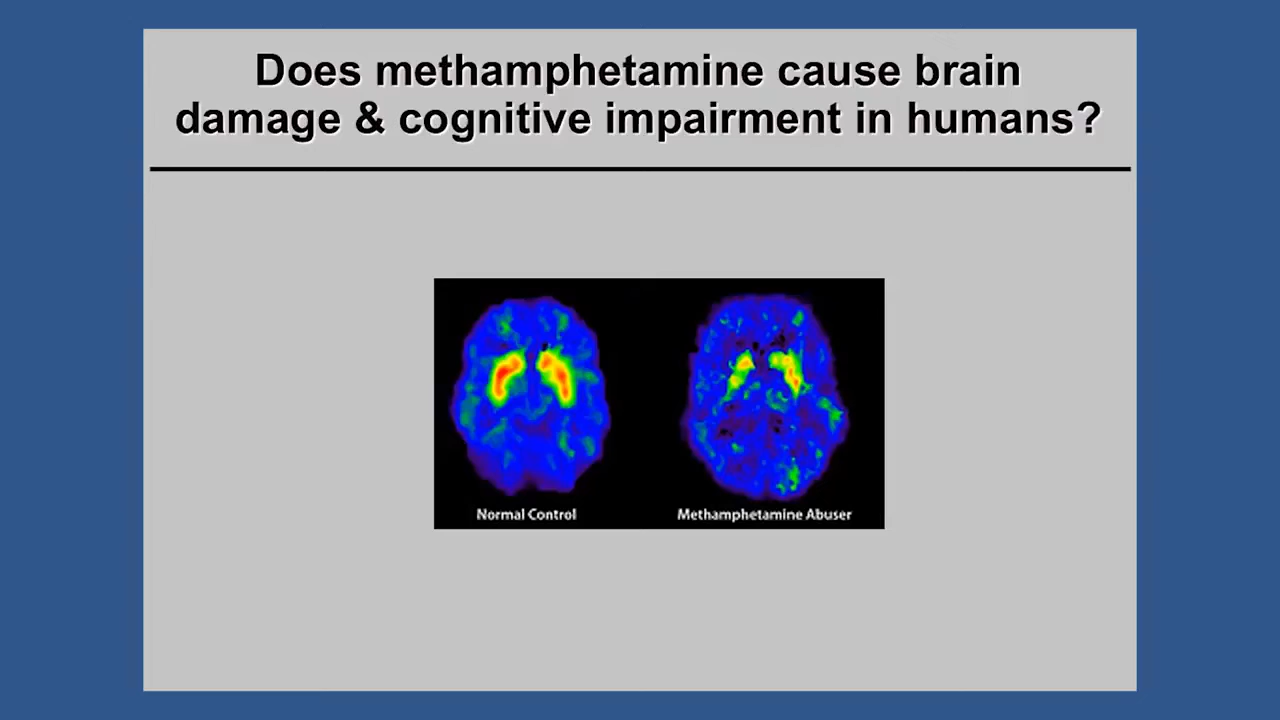 Does methamphetamine cause brain
damage & cognitive impairment in humans?
Normal Control
Methamphetamine Abuser